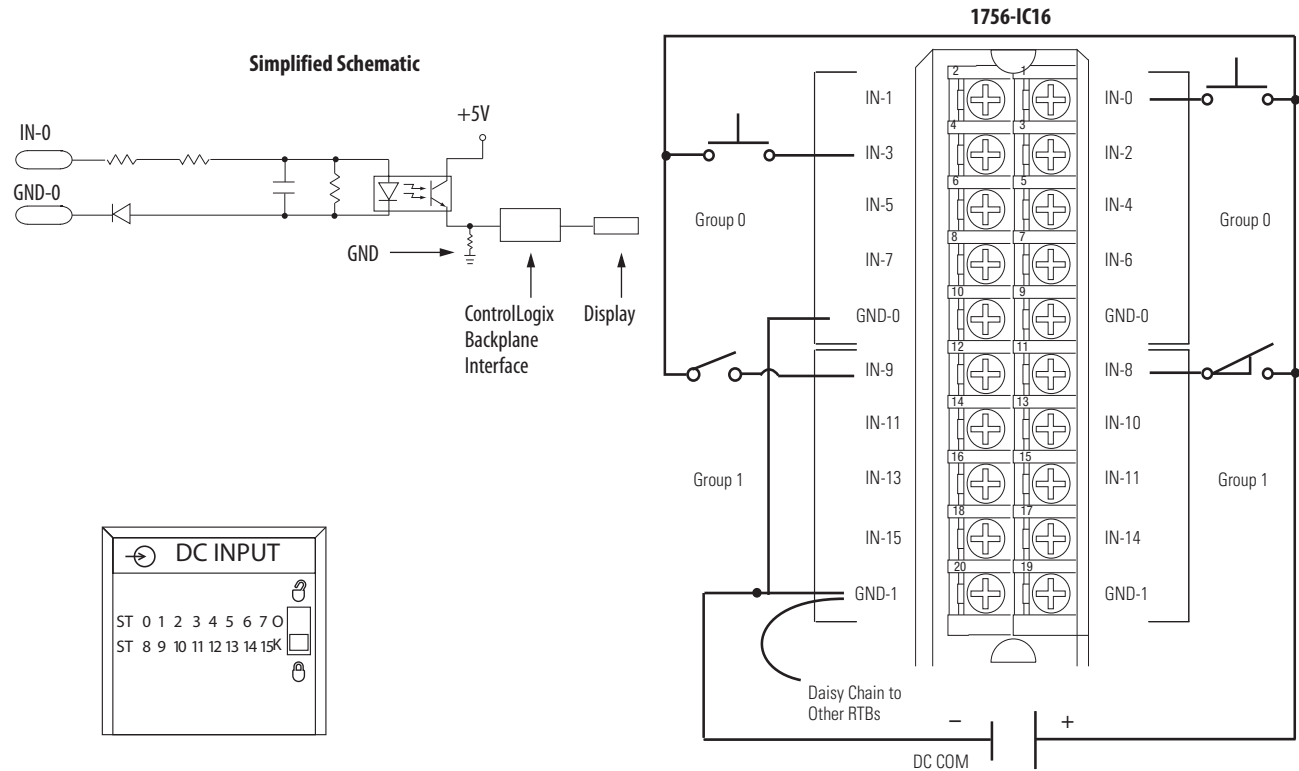 1756-IC16
Simplified Schematic
+5V
IN-0
GND-0
GND
ControlLogix
Backplane
Interface
Display
DC INPUT
ST 0 1 2 3 4 5 6 7 O
ST 8 9 10 11 12 13 14 15 K
2 1
IN-1 IN-0
4 3
IN-3 IN-2
6 5
IN-5 IN-4
Group 0 Group 0
8 7
IN-7 IN-6
10 9
GND-0 GND-0
12 11
IN-9 IN-8
14 13
IN-11 IN-10
16 15
IN-13 IN-11
Group 1 Group 1
18 17
IN-15 IN-14
20 19
GND-1 GND-1
Daisy Chain to
Other RTBs
– +
DC COM